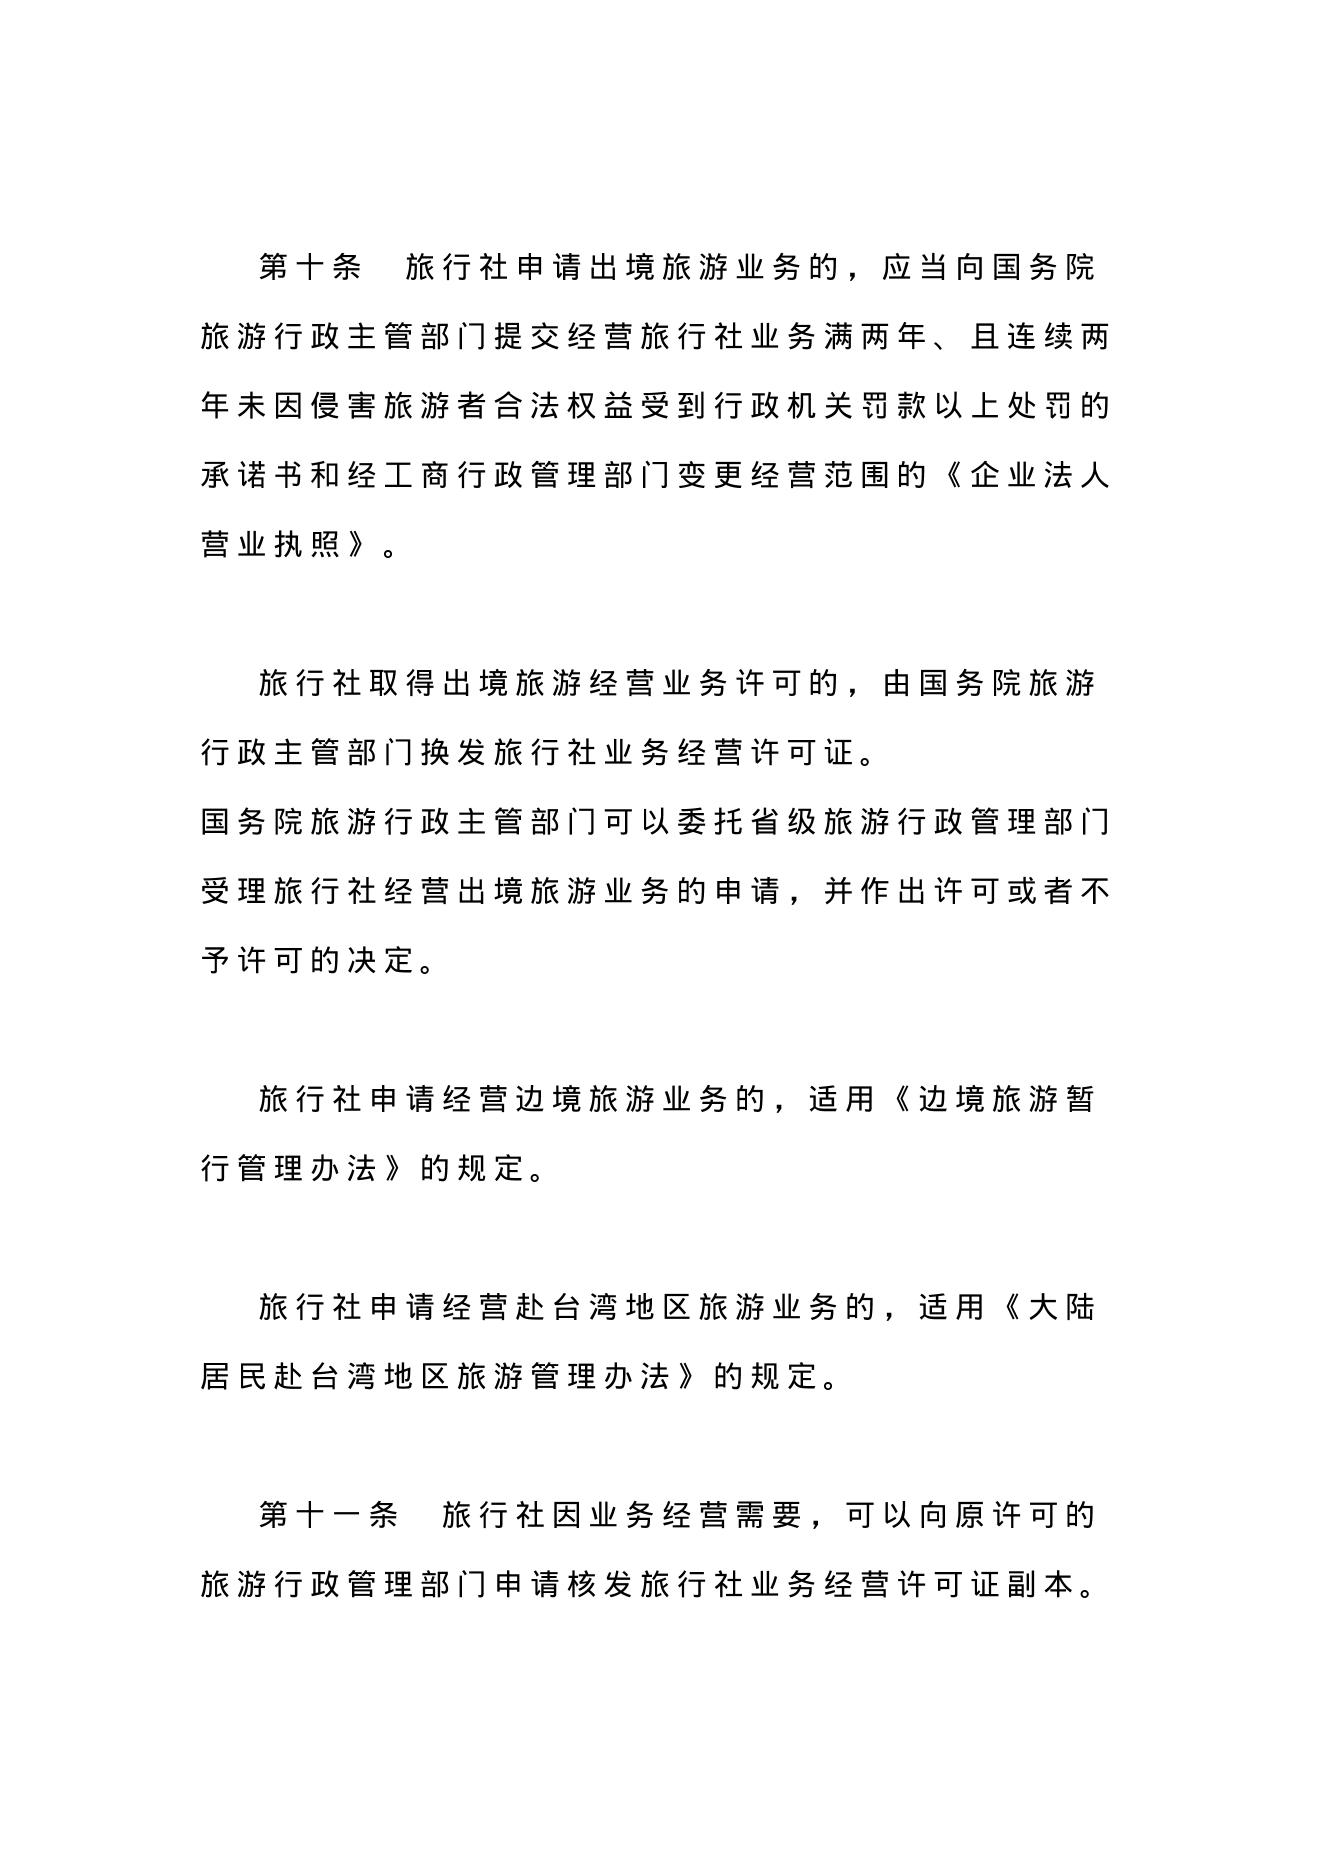 第十条　旅行社申请出境旅游业务的，应当向国务院
旅游行政主管部门提交经营旅行社业务满两年、且连续两
年未因侵害旅游者合法权益受到行政机关罚款以上处罚的
承诺书和经工商行政管理部门变更经营范围的《企业法人
营业执照》。
旅行社取得出境旅游经营业务许可的，由国务院旅游
行政主管部门换发旅行社业务经营许可证。
国务院旅游行政主管部门可以委托省级旅游行政管理部门
受理旅行社经营出境旅游业务的申请，并作出许可或者不
予许可的决定。
旅行社申请经营边境旅游业务的，适用《边境旅游暂
行管理办法》的规定。
旅行社申请经营赴台湾地区旅游业务的，适用《大陆
居民赴台湾地区旅游管理办法》的规定。
第十一条　旅行社因业务经营需要，可以向原许可的
旅游行政管理部门申请核发旅行社业务经营许可证副本。